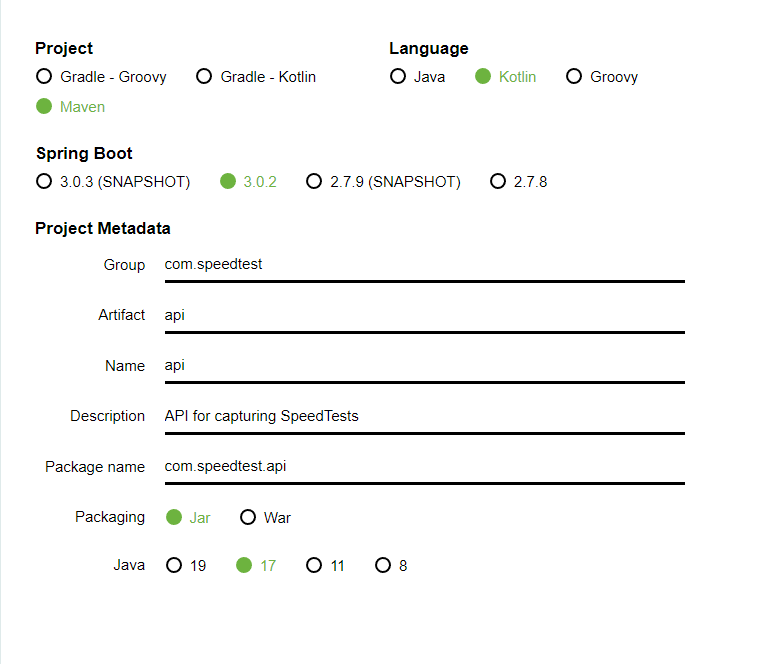 Project
Language
Gradle - Groovy Gradle - Kotlin
Java Kotlin Groovy
Maven
Spring Boot
3.0.3 (SNAPSHOT) 3.0.2 2.7.9 (SNAPSHOT) 2.7.8
Project Metadata
Group com.speedtest
Artifact api
Name api
Description API for capturing SpeedTests
Package name com.speedtest.api
Packaging Jar War
Java 19 17 11 8